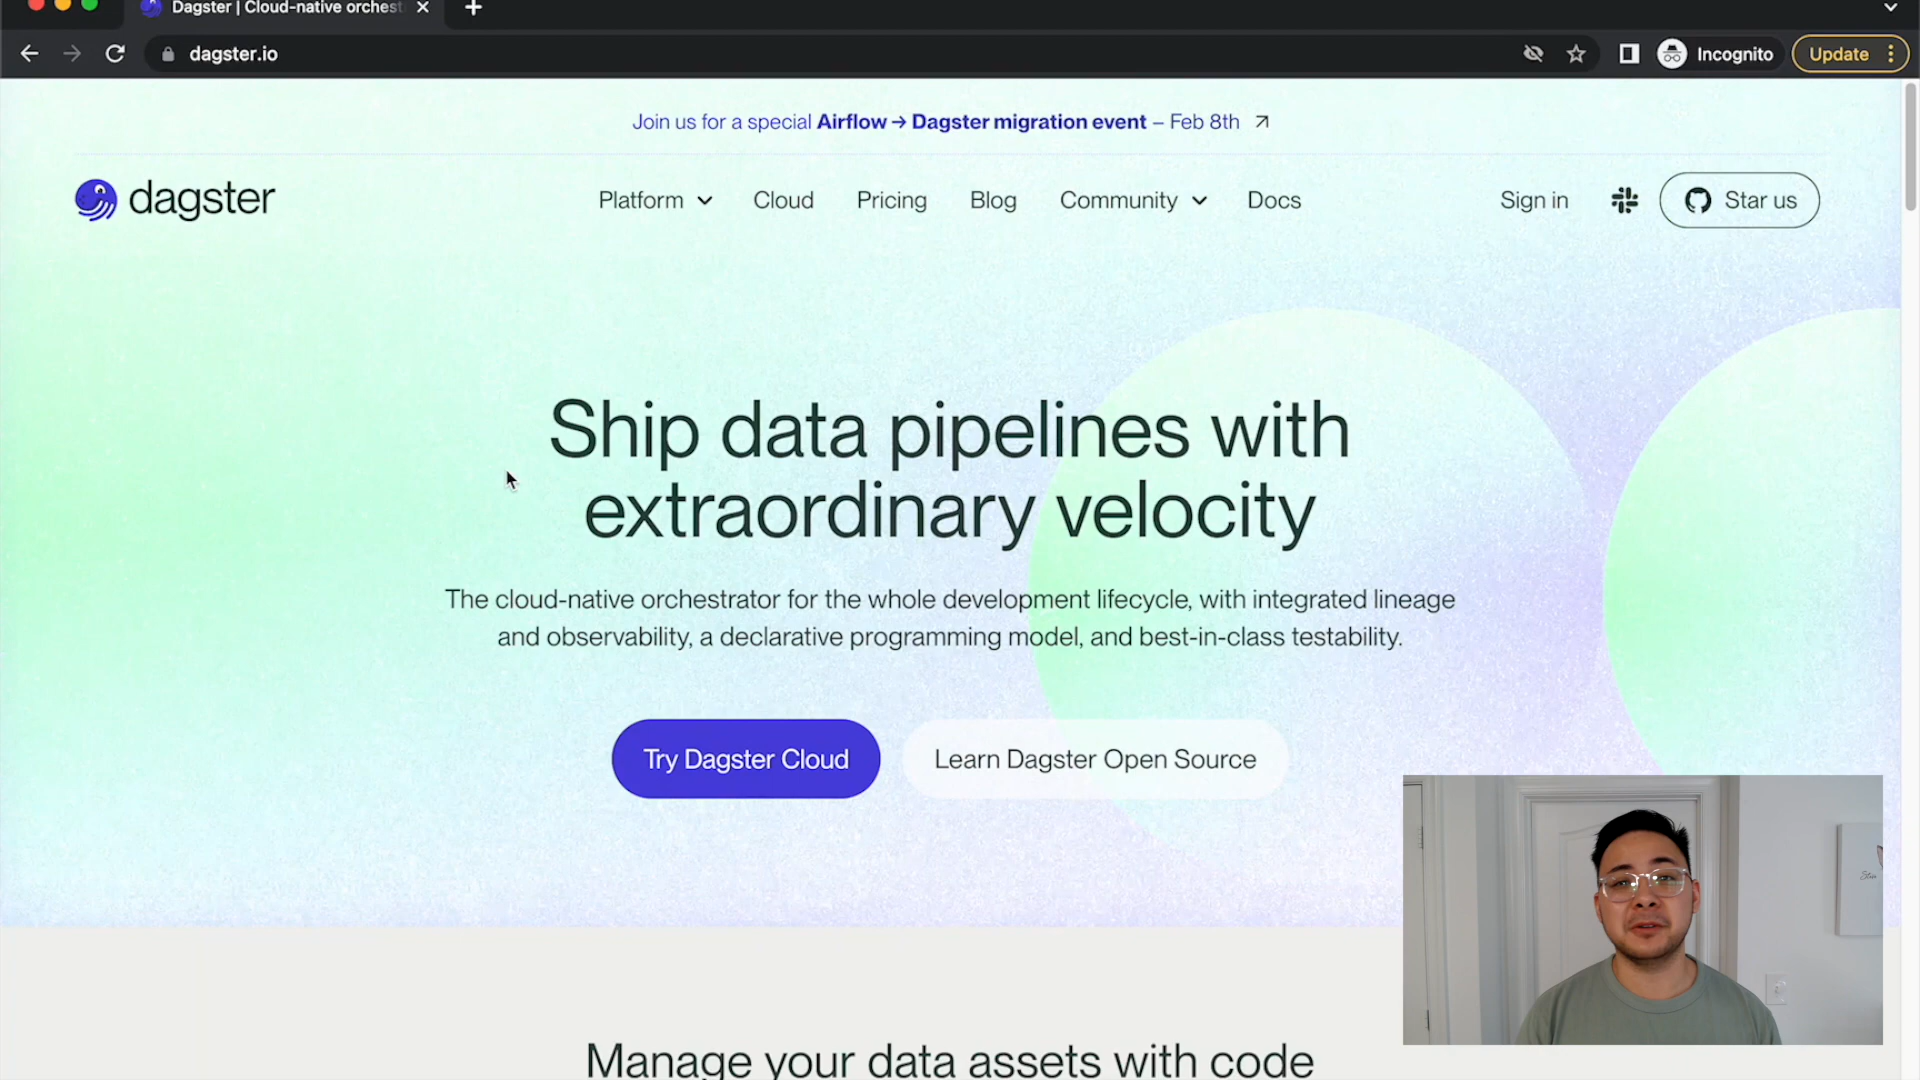 Dagster | Cloud-native orchest
dagster.io
Incognito
Update
Join us for a special Airflow → Dagster migration event – Feb 8th
dagster
Platform
Cloud
Pricing
Blog
Community
Docs
Sign in
Star us
Ship data pipelines with
extraordinary velocity
The cloud-native orchestrator for the whole development lifecycle, with integrated lineage
and observability, a declarative programming model, and best-in-class testability.
Try Dagster Cloud
Learn Dagster Open Source
Manage your data assets with code